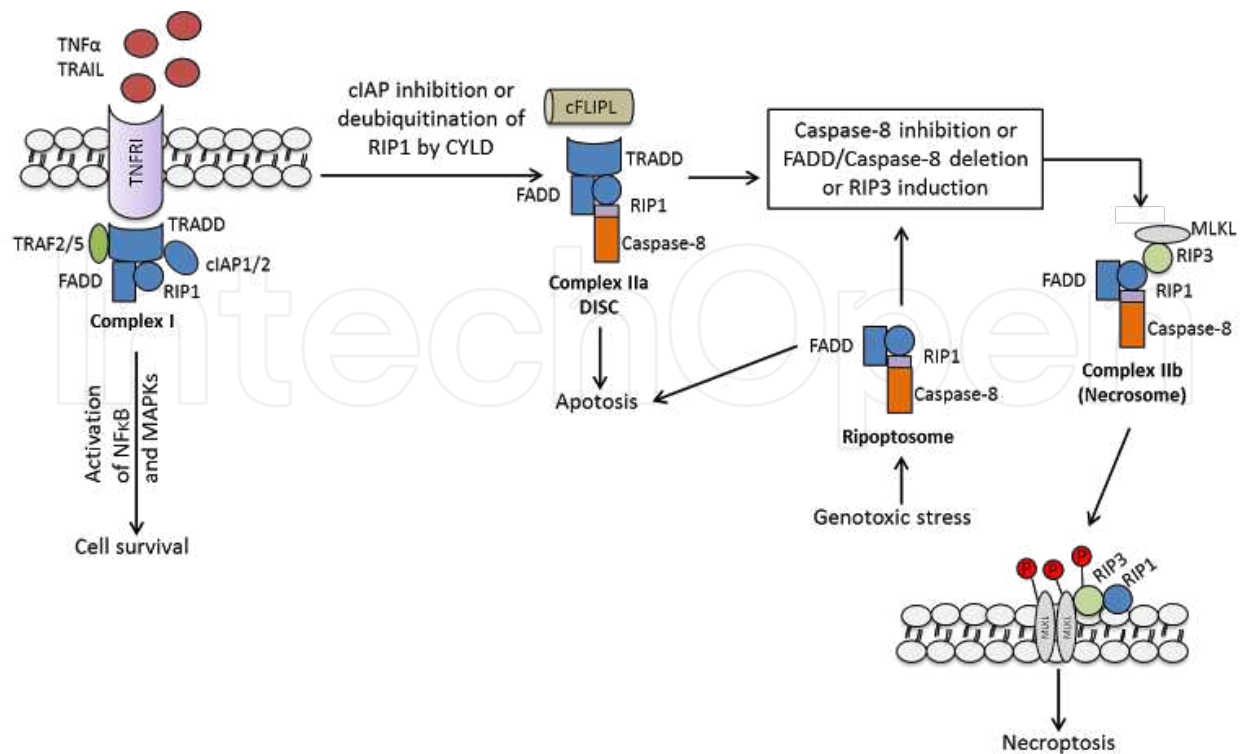 TNFα
TRAIL
TNFRI
TRAF2/5
TRADD
cIAP1/2
FADD
RIP1
Complex I
Activation
of NFκB
and MAPKs
Cell survival
cIAP inhibition or
deubiquitination of
RIP1 by CYLD
cFLIPL
TRADD
FADD
RIP1
Caspase-8
Complex IIa
DISC
Apotosis
Caspase-8 inhibition or
FADD/Caspase-8 deletion
or RIP3 induction
FADD
RIP1
Caspase-8
Ripoptosome
Genotoxic stress
MLKL
RIP3
FADD
RIP1
Caspase-8
Complex IIb
(Necrosome)
P
P
P
RIP3
RIP1
MLKL
MLKL
Necroptosis
IntechOpen